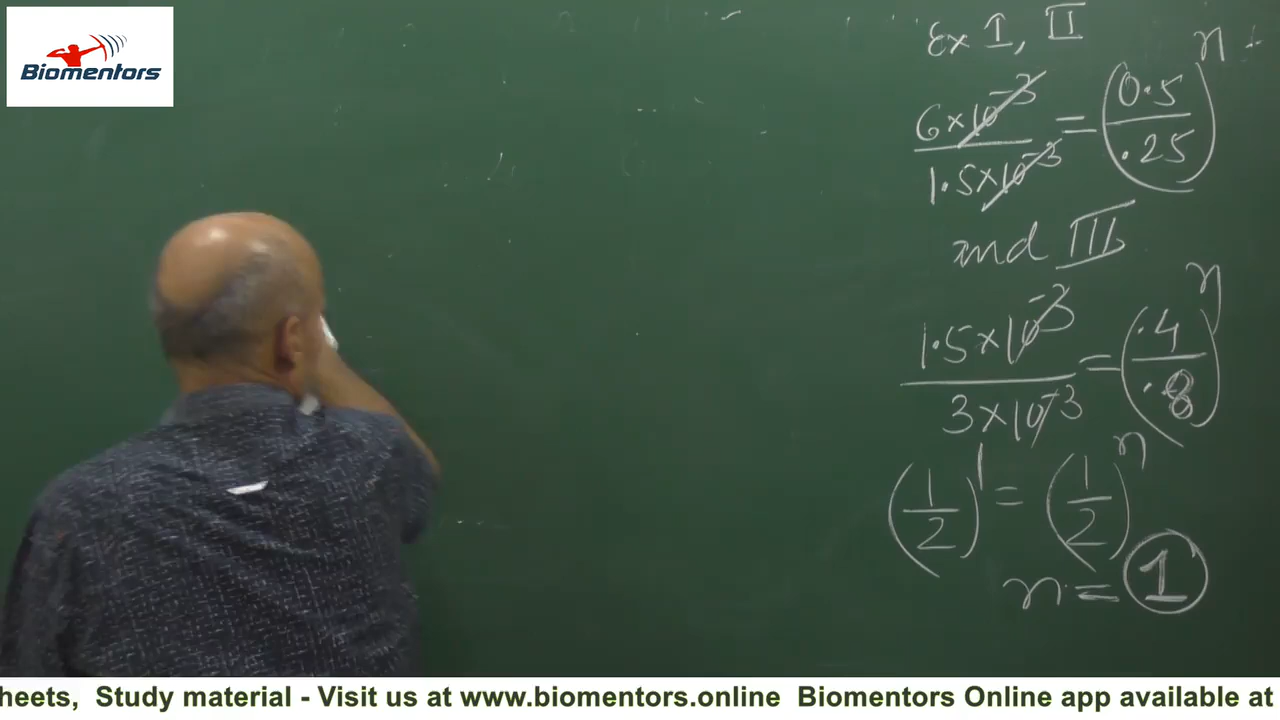 Biomentors
Ex I, II
6×10⁻³ / 1.5×10⁻³ = (0.5 / .25)ⁿ
and III
1.5×10⁻³ / 3×10⁻³ = (.4 / .8)ⁿ
(1/2)¹ = (1/2)ⁿ
n = 1
heets, Study material - Visit us at www.biomentors.online Biomentors Online app available at